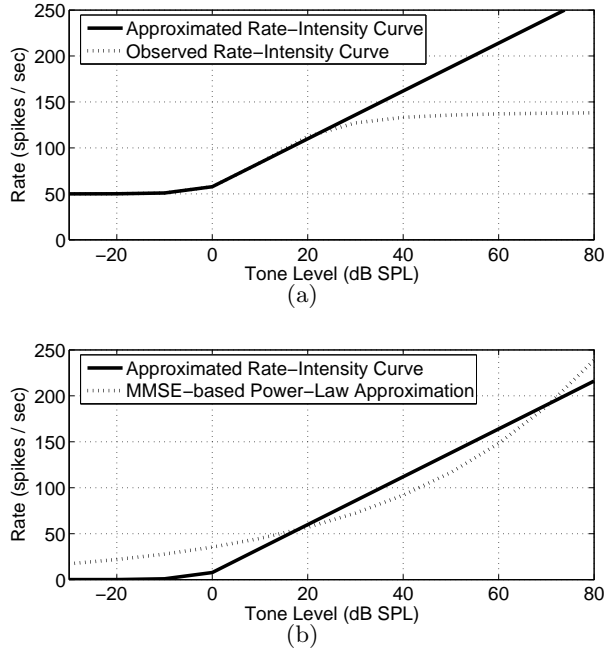 250
200
150
100
50
0
Rate (spikes / sec)
Approximated Rate−Intensity Curve
Observed Rate−Intensity Curve
−20
0
20
40
60
80
Tone Level (dB SPL)
(a)
250
200
150
100
50
0
Rate (spikes / sec)
Approximated Rate−Intensity Curve
MMSE−based Power−Law Approximation
−20
0
20
40
60
80
Tone Level (dB SPL)
(b)